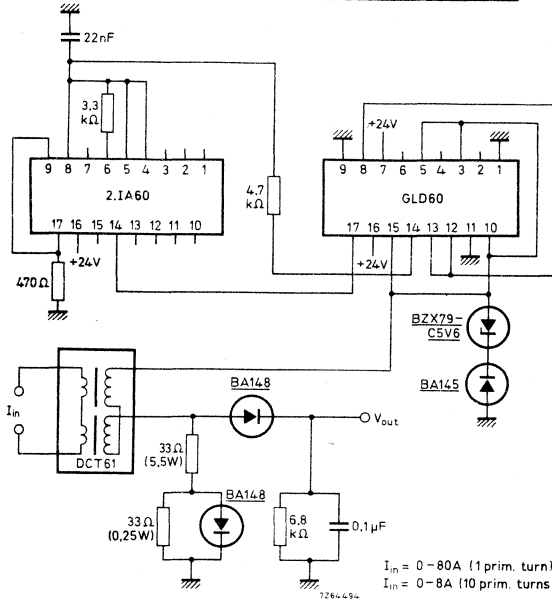 22nF
3,3 kΩ
+24V
9 8 7 6 5 4 3 2 1
9 8 7 6 5 4 3 2 1
2.IA60
4,7 kΩ
GLD60
17 16 15 14 13 12 11 10
17 16 15 14 13 12 11 10
+24V
+24V
470Ω
BZX79-
C5V6
BA145
BA148
Iin
Vout
DCT61
33Ω
(5,5W)
BA148
33Ω
(0,25W)
6,8
kΩ
0,1µF
Iin = 0-80A (1 prim. turn)
Iin = 0-8A (10 prim. turns
7Z64494